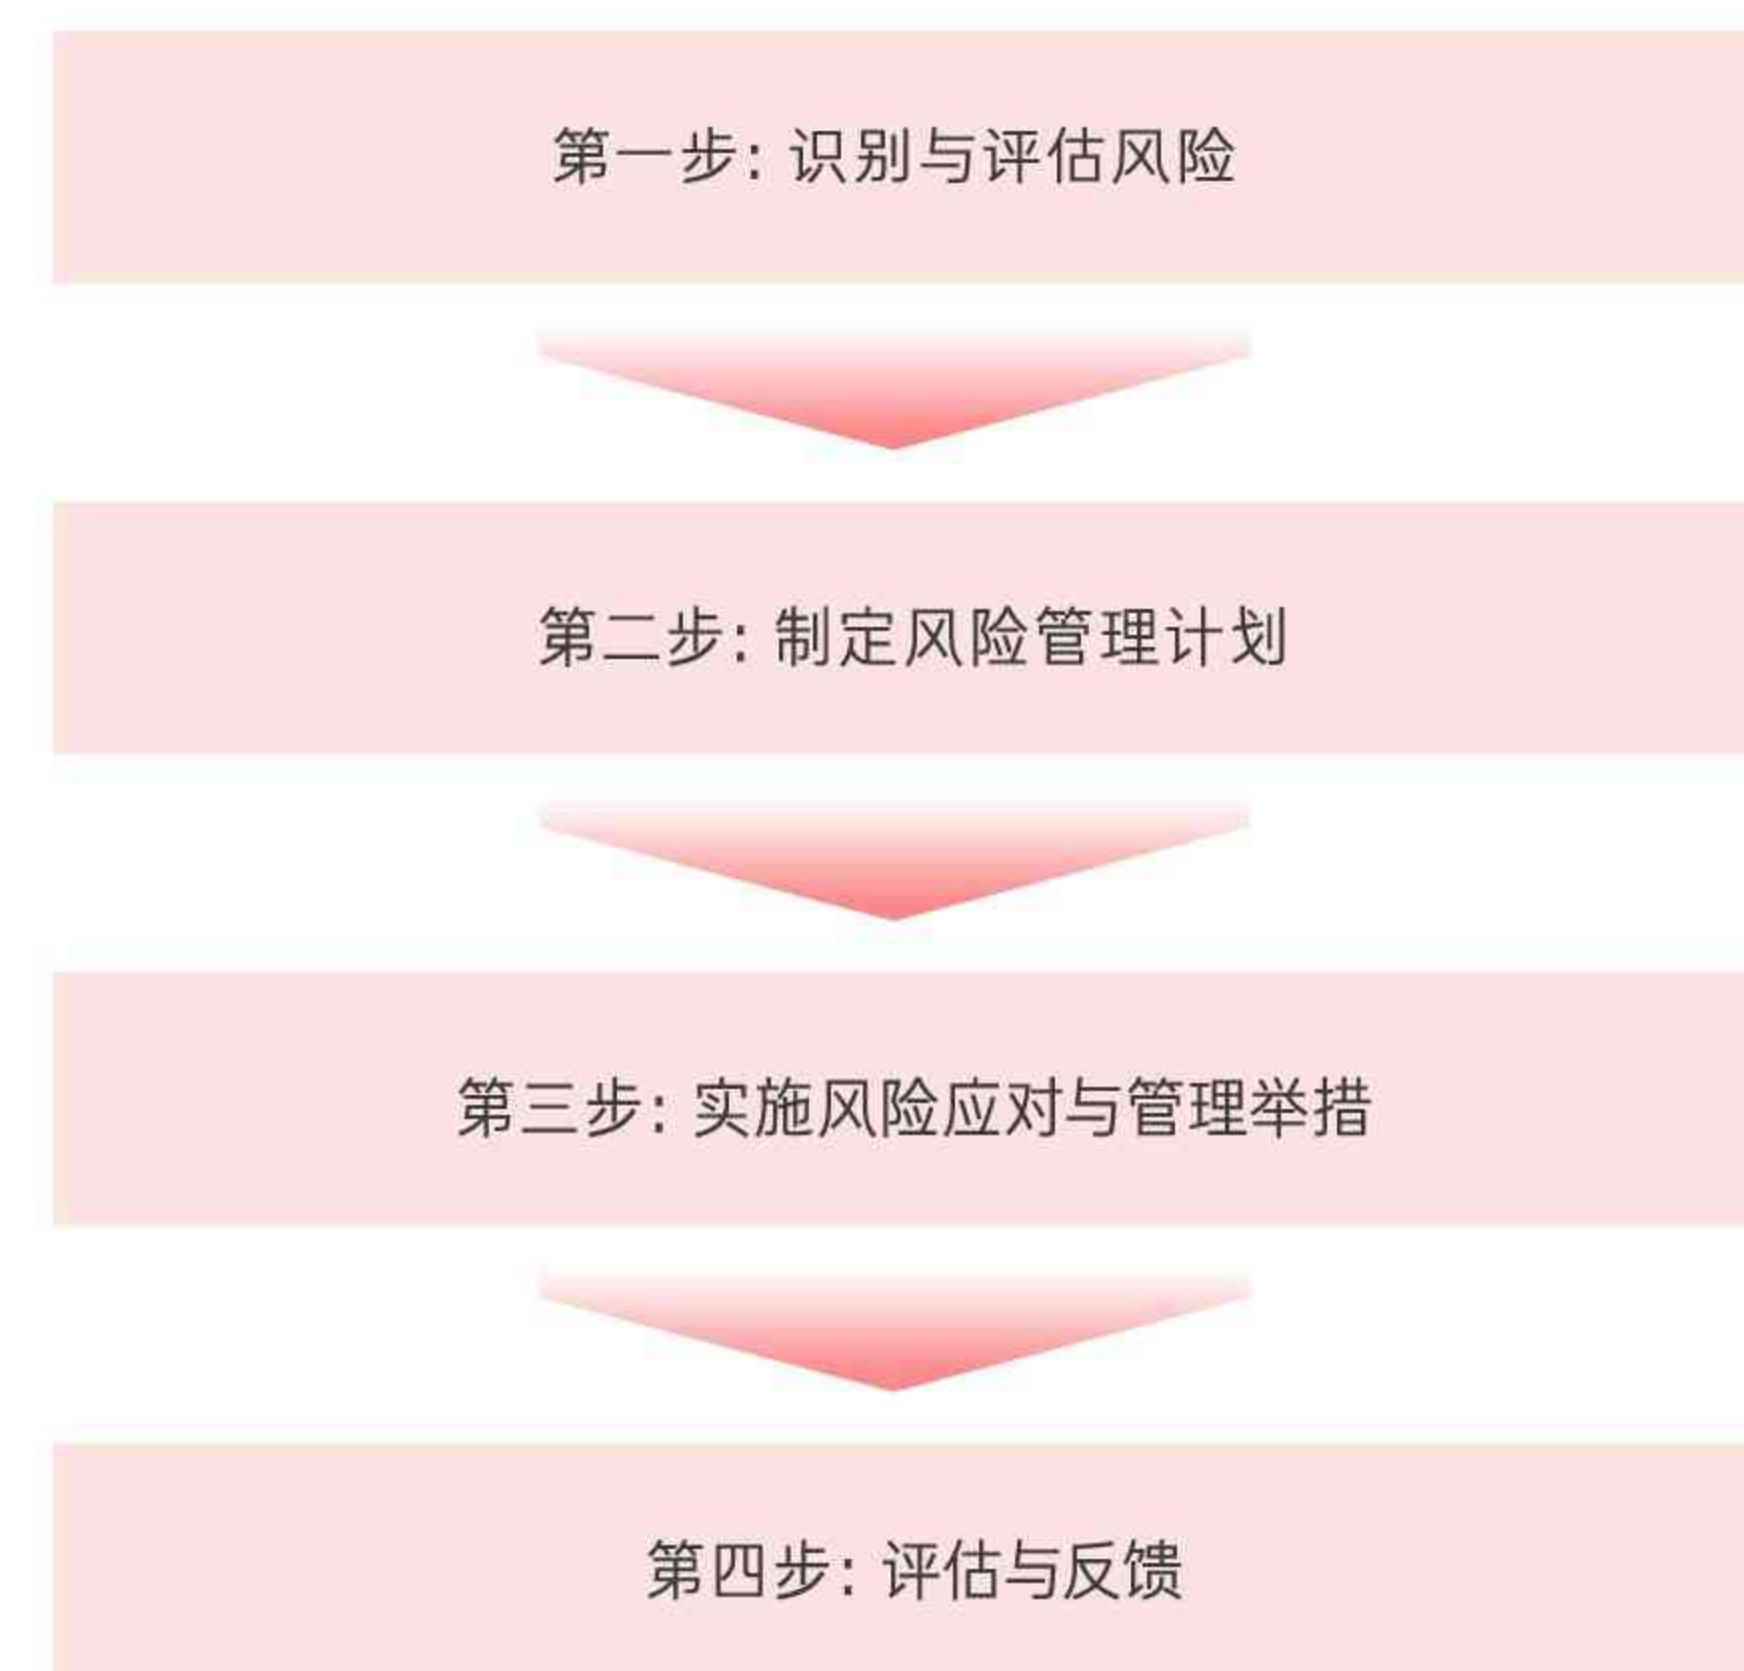 第一步: 识别与评估风险
第二步: 制定风险管理计划
第三步: 实施风险应对与管理举措
第四步: 评估与反馈